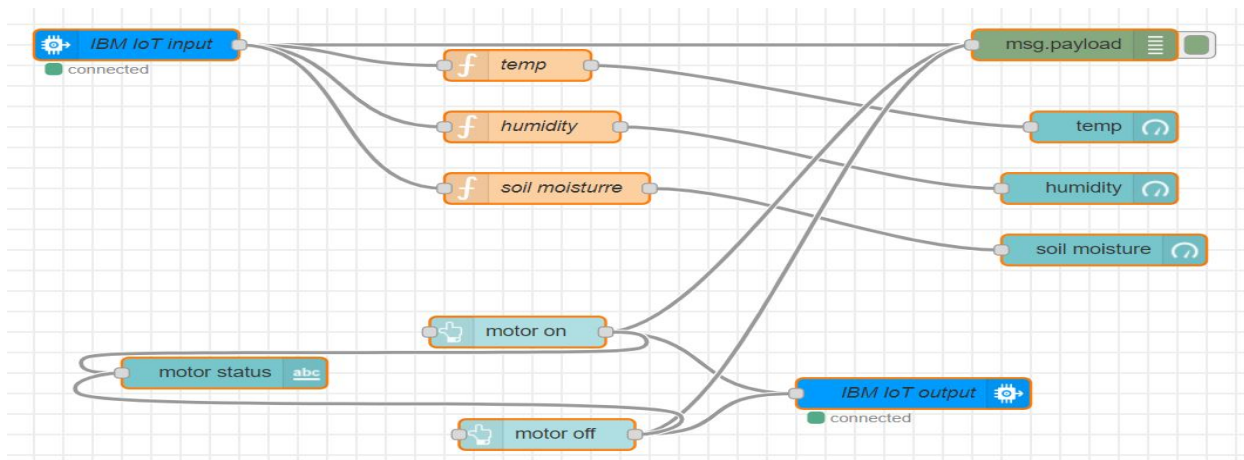 IBM IoT input
connected
msg.payload
temp
temp
humidity
humidity
soil moisturre
soil moisture
motor on
motor status abc
IBM IoT output
connected
motor off